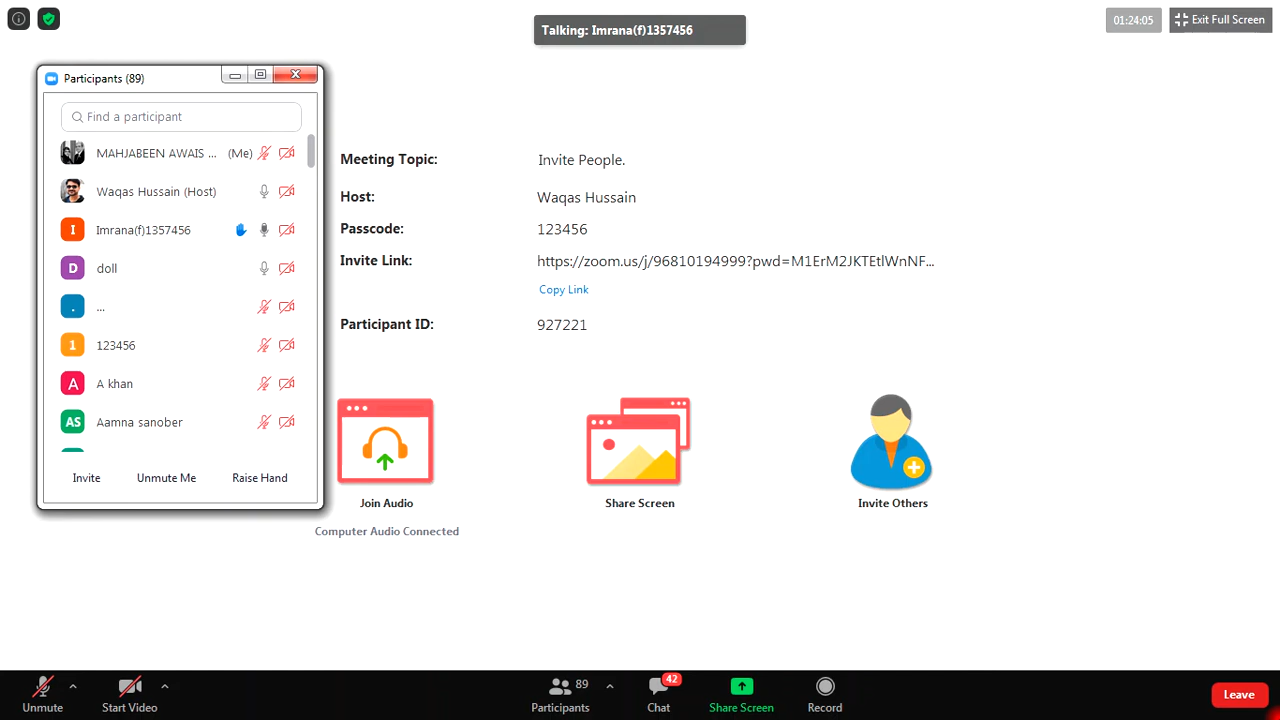 Talking: Imrana(f)1357456
01:24:05
Exit Full Screen
Participants (89)
Find a participant
MAHJABEEN AWAIS ... (Me)
Waqas Hussain (Host)
I Imrana(f)1357456
D doll
. ...
1 123456
A A khan
AS Aamna sanober
Invite Unmute Me Raise Hand
Meeting Topic: Invite People.
Host: Waqas Hussain
Passcode: 123456
Invite Link: https://zoom.us/j/96810194999?pwd=M1ErM2JKTEtlWnNF...
Copy Link
Participant ID: 927221
Join Audio Share Screen Invite Others
Computer Audio Connected
89 42
Unmute Start Video Participants Chat Share Screen Record Leave